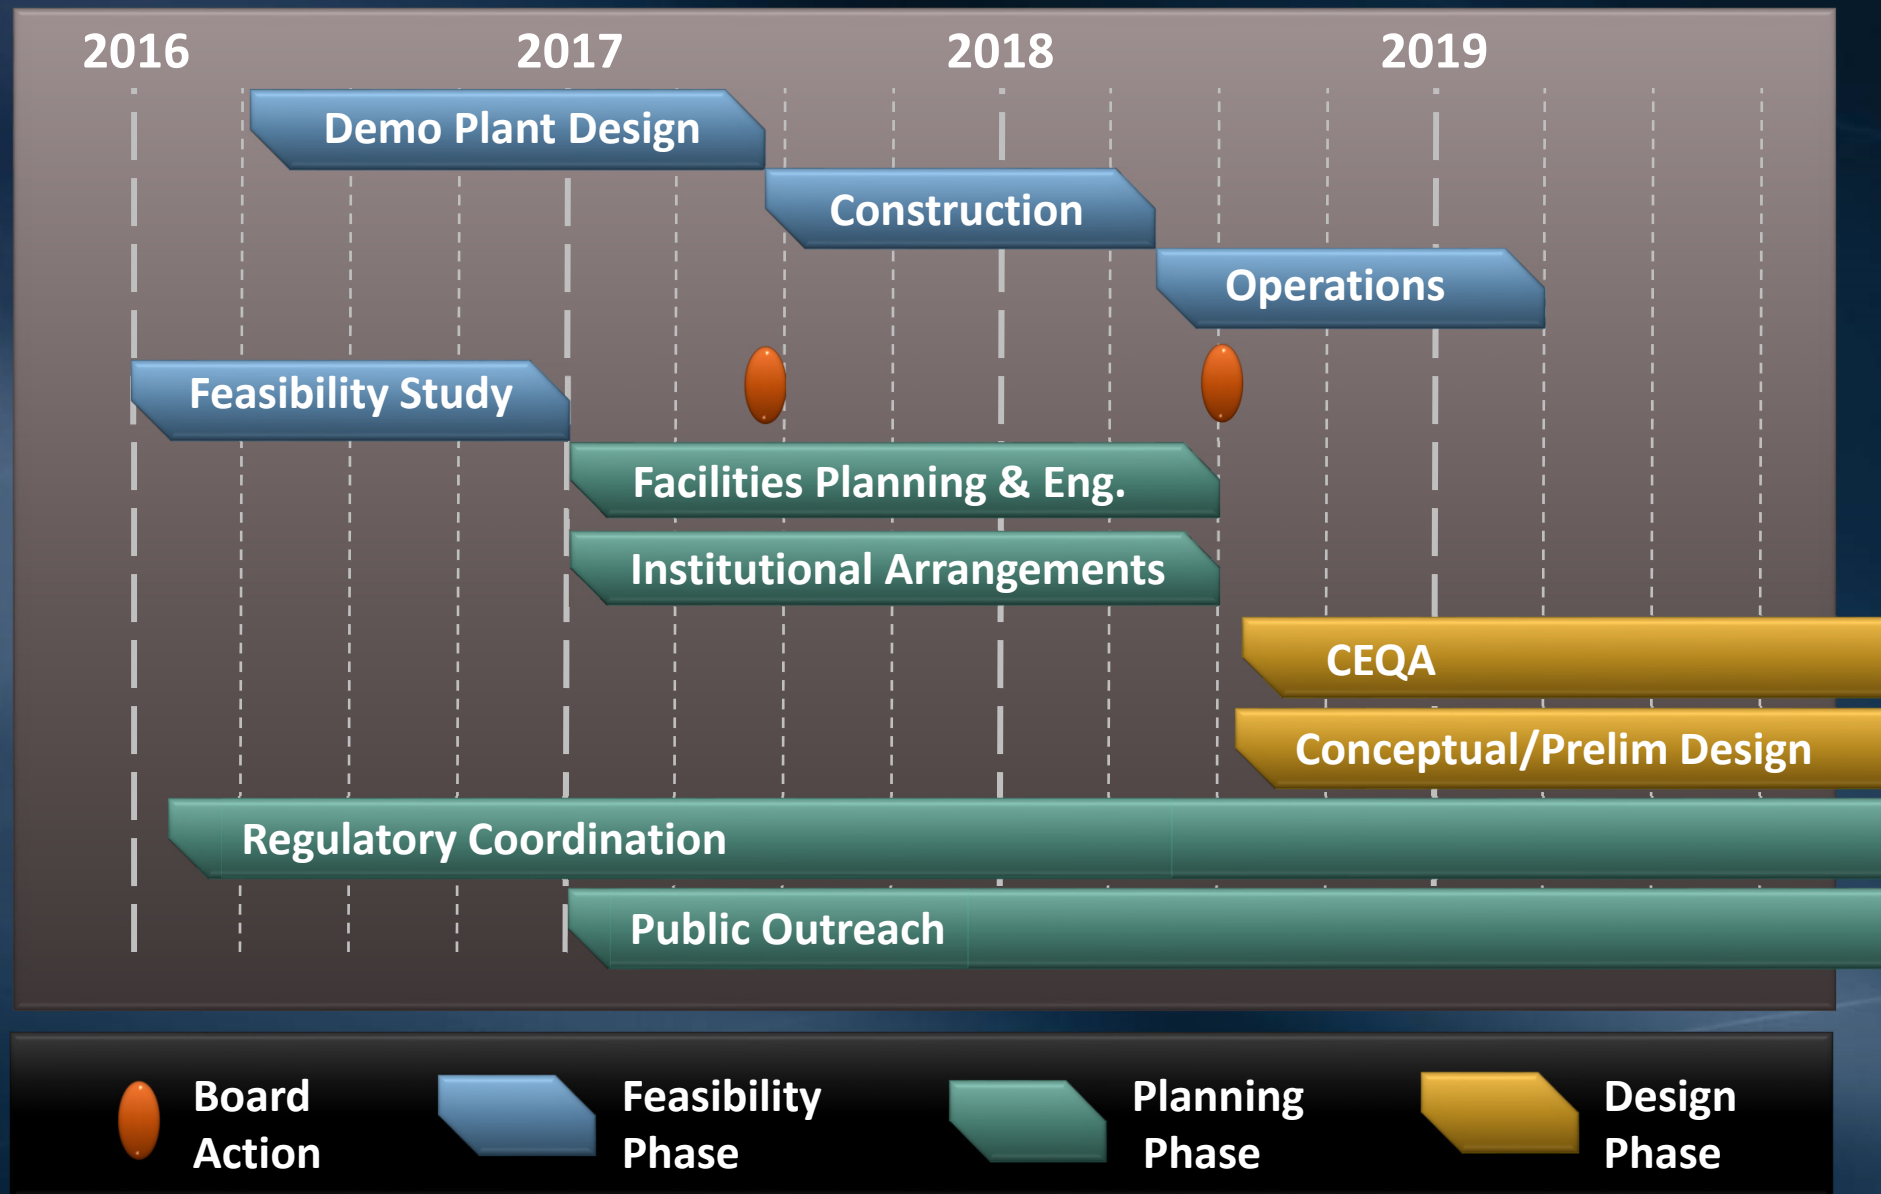 2016 2017 2018 2019
Demo Plant Design
Construction
Operations
Feasibility Study
Facilities Planning & Eng.
Institutional Arrangements
CEQA
Conceptual/Prelim Design
Regulatory Coordination
Public Outreach
Board
Action
Feasibility
Phase
Planning
Phase
Design
Phase